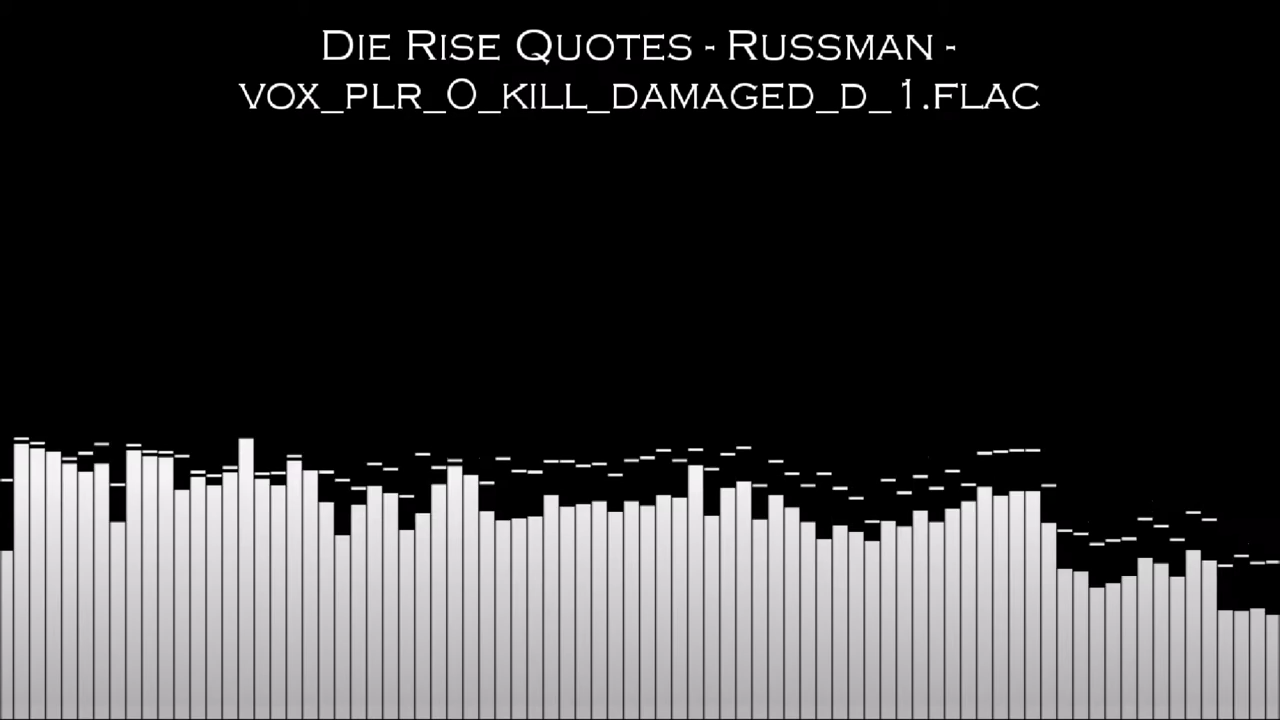 Die Rise Quotes - Russman -
vox_plr_0_kill_damaged_d_1.flac